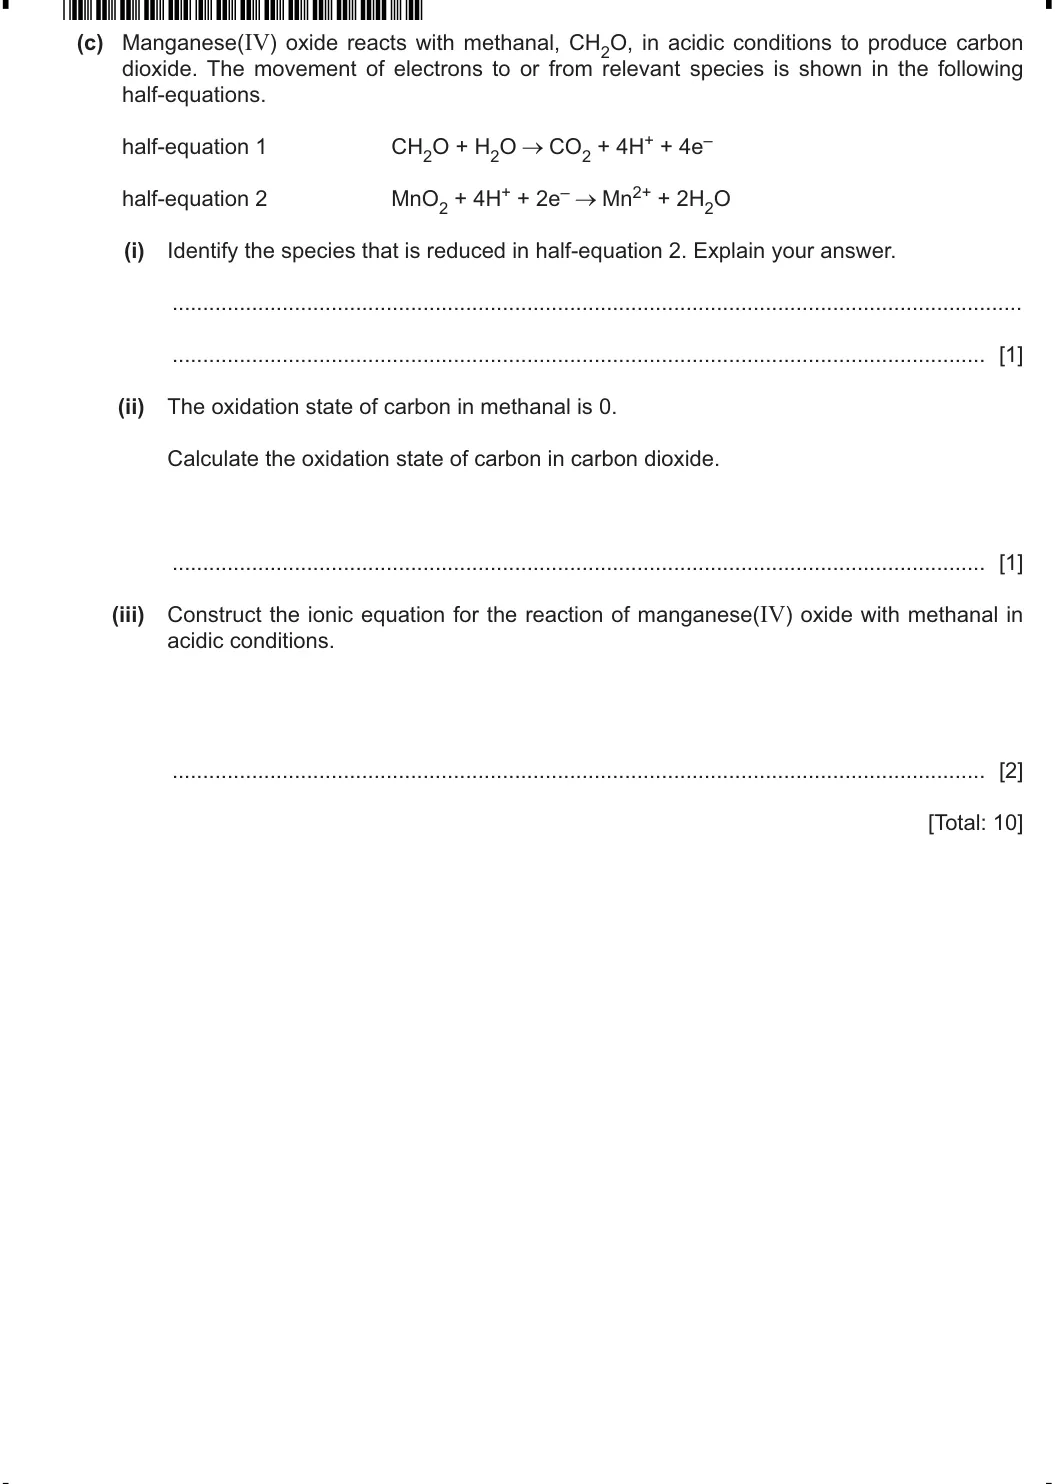 (c) Manganese(IV) oxide reacts with methanal, CH₂O, in acidic conditions to produce carbon
dioxide. The movement of electrons to or from relevant species is shown in the following
half-equations.
half-equation 1 CH₂O + H₂O → CO₂ + 4H⁺ + 4e⁻
half-equation 2 MnO₂ + 4H⁺ + 2e⁻ → Mn²⁺ + 2H₂O
(i) Identify the species that is reduced in half-equation 2. Explain your answer.
..........................................................................................................................................
.................................................................................................................................... [1]
(ii) The oxidation state of carbon in methanal is 0.
Calculate the oxidation state of carbon in carbon dioxide.
.................................................................................................................................... [1]
(iii) Construct the ionic equation for the reaction of manganese(IV) oxide with methanal in
acidic conditions.
.................................................................................................................................... [2]
[Total: 10]